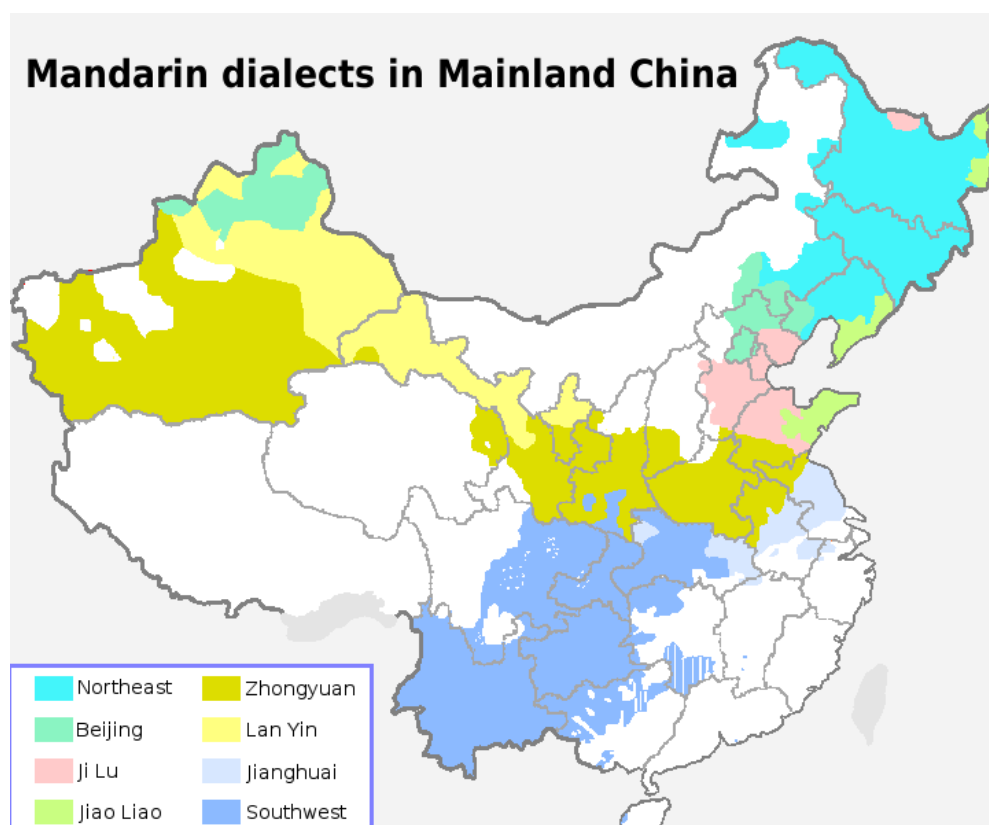 Mandarin dialects in Mainland China
Northeast
Zhongyuan
Beijing
Lan Yin
Ji Lu
Jianghuai
Jiao Liao
Southwest